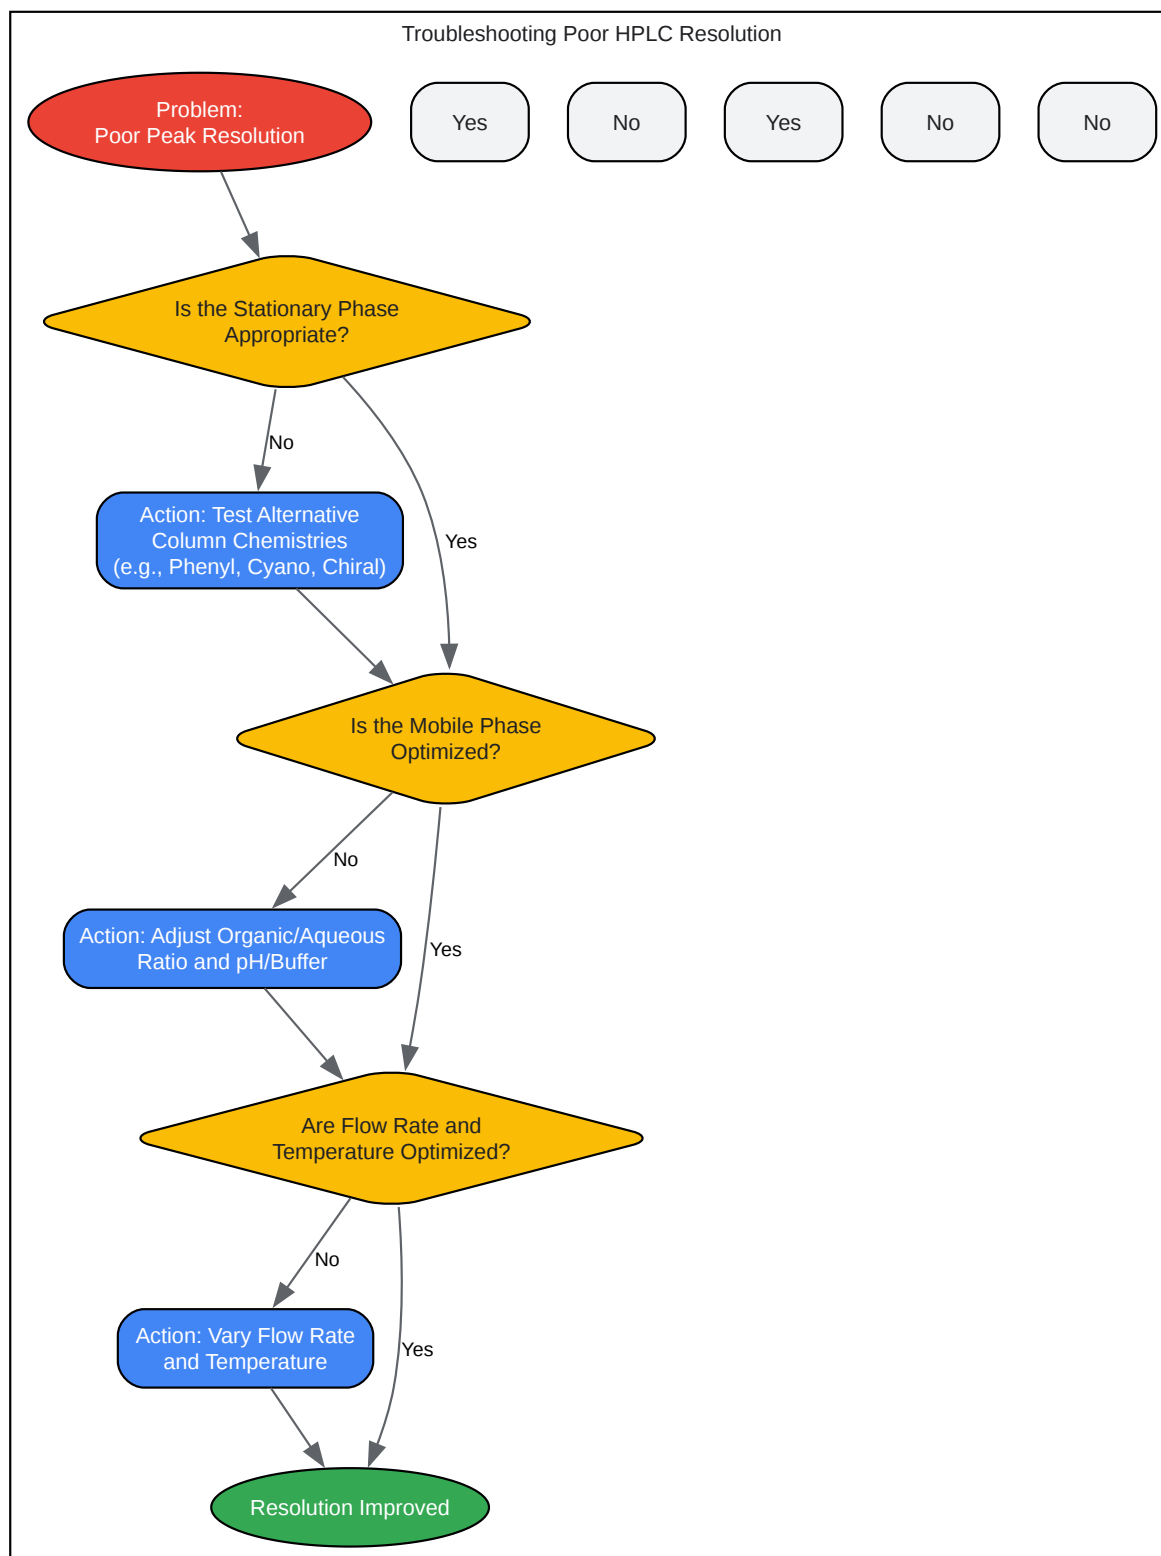 Troubleshooting Poor HPLC Resolution
Problem:
Poor Peak Resolution
Yes
No
Yes
No
No
Is the Stationary Phase
Appropriate?
No
Action: Test Alternative
Column Chemistries
(e.g., Phenyl, Cyano, Chiral)
Yes
Is the Mobile Phase
Optimized?
No
Action: Adjust Organic/Aqueous
Ratio and pH/Buffer
Yes
Are Flow Rate and
Temperature Optimized?
No
Action: Vary Flow Rate
and Temperature
Yes
Resolution Improved